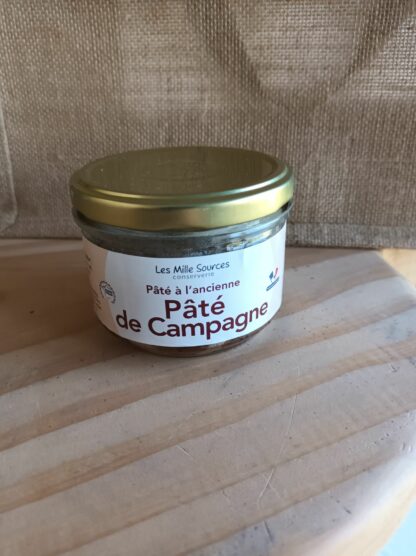 Les Mille Sources
conserverie
Pâté à l'ancienne
Pâté
de Campagne